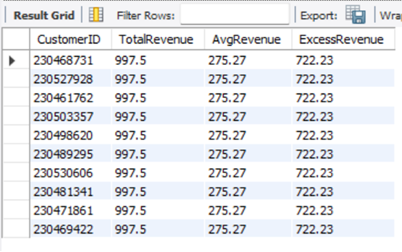 Result Grid Filter Rows: Export: Wra
CustomerID TotalRevenue AvgRevenue ExcessRevenue
230468731 997.5 275.27 722.23
230527928 997.5 275.27 722.23
230461762 997.5 275.27 722.23
230503357 997.5 275.27 722.23
230498620 997.5 275.27 722.23
230489295 997.5 275.27 722.23
230530606 997.5 275.27 722.23
230481341 997.5 275.27 722.23
230471861 997.5 275.27 722.23
230469422 997.5 275.27 722.23